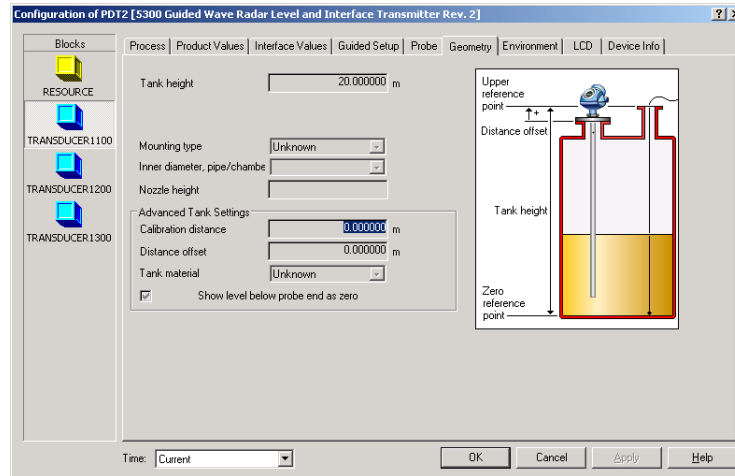 Configuration of PDT2 [5300 Guided Wave Radar Level and Interface Transmitter Rev. 2]
Blocks
RESOURCE
TRANSDUCER1100
TRANSDUCER1200
TRANSDUCER1300
Process Product Values Interface Values Guided Setup Probe Geometry Environment LCD Device Info
Tank height 20.000000 m
Mounting type Unknown
Inner diameter, pipe/chambe
Nozzle height
Advanced Tank Settings
Calibration distance 0.000000 m
Distance offset 0.000000 m
Tank material Unknown
Show level below probe end as zero
Upper
reference
point
+
Distance offset
Tank height
Zero
reference
point
Time: Current
OK Cancel Apply Help